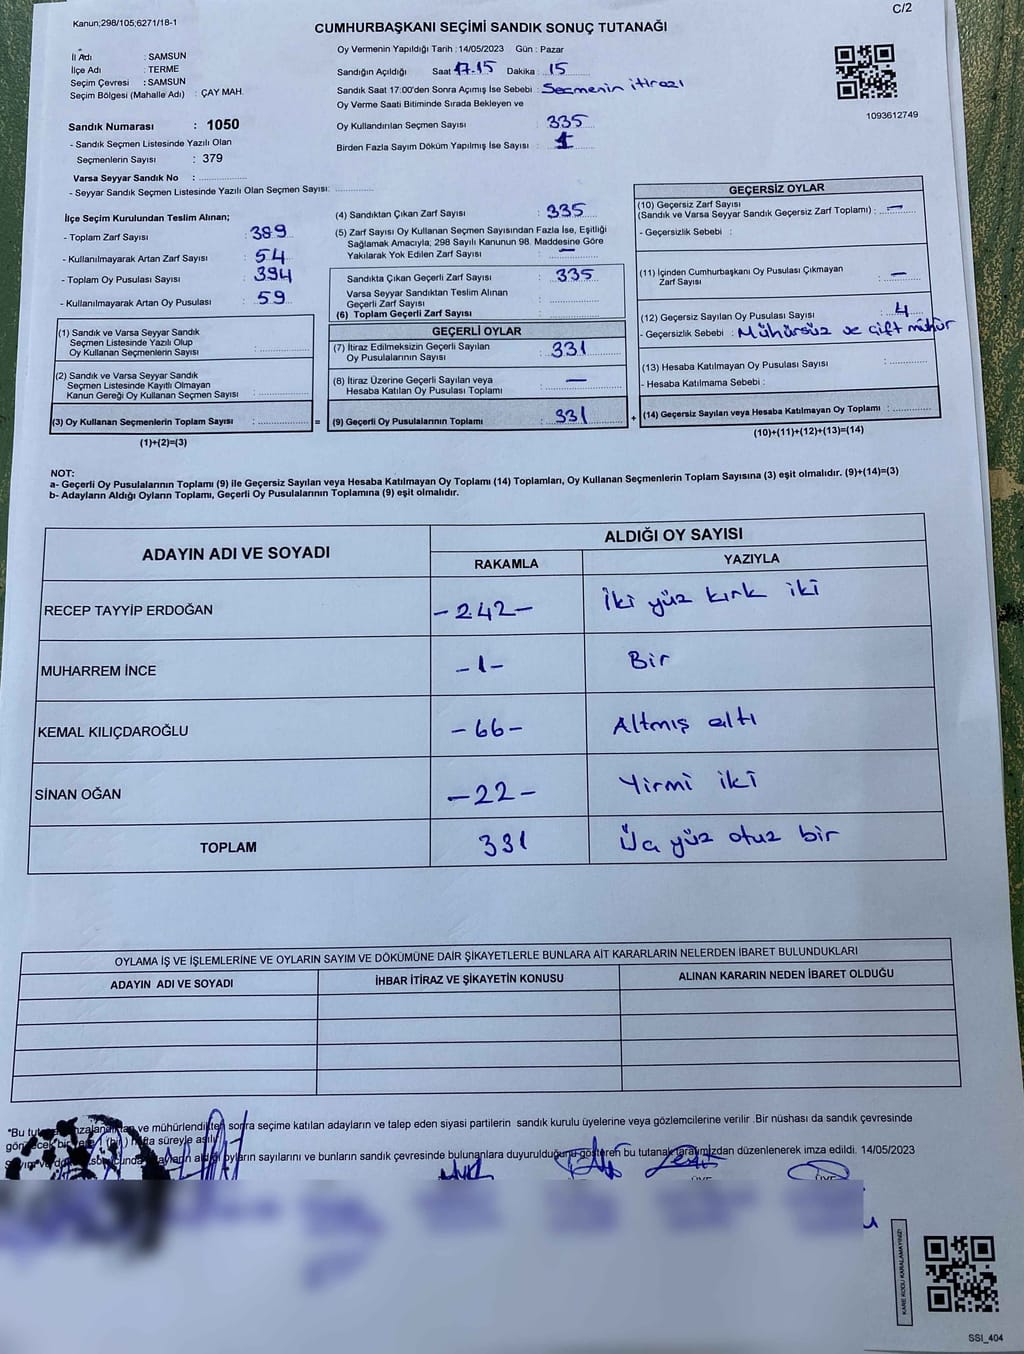 Kanun;298/105;6271/18-1
C/2
CUMHURBAŞKANI SEÇİMİ SANDIK SONUÇ TUTANAĞI
İl Adı : SAMSUN
İlçe Adı : TERME
Seçim Çevresi : SAMSUN
Seçim Bölgesi (Mahalle Adı) : ÇAY MAH.
Oy Vermenin Yapıldığı Tarih : 14/05/2023 Gün : Pazar
Sandığın Açıldığı Saat 17.15 Dakika : 15
Sandık Saat 17:00'den Sonra Açımış İse Sebebi : Seçmenin itirazı
Oy Verme Saati Bitiminde Sırada Bekleyen ve
Oy Kullandırılan Seçmen Sayısı : 335
Birden Fazla Sayım Döküm Yapılmış İse Sayısı : 1
1093612749
Sandık Numarası : 1050
- Sandık Seçmen Listesinde Yazılı Olan
Seçmenlerin Sayısı : 379
Varsa Seyyar Sandık No :
- Seyyar Sandık Seçmen Listesinde Yazılı Olan Seçmen Sayısı:
İlçe Seçim Kurulundan Teslim Alınan;
- Toplam Zarf Sayısı : 389
- Kullanılmayarak Artan Zarf Sayısı : 54
- Toplam Oy Pusulası Sayısı : 394
- Kullanılmayarak Artan Oy Pusulası : 59
(1) Sandık ve Varsa Seyyar Sandık
Seçmen Listesinde Yazılı Olup
Oy Kullanan Seçmenlerin Sayısı :
(2) Sandık ve Varsa Seyyar Sandık
Seçmen Listesinde Kayıtlı Olmayan
Kanun Gereği Oy Kullanan Seçmen Sayısı :
(3) Oy Kullanan Seçmenlerin Toplam Sayısı : =
(1)+(2)=(3)
(4) Sandıktan Çıkan Zarf Sayısı : 335
(5) Zarf Sayısı Oy Kullanan Seçmen Sayısından Fazla İse, Eşitliği
Sağlamak Amacıyla; 298 Sayılı Kanunun 98. Maddesine Göre
Yakılarak Yok Edilen Zarf Sayısı : —
Sandıkta Çıkan Geçerli Zarf Sayısı : 335
Varsa Seyyar Sandıktan Teslim Alınan
Geçerli Zarf Sayısı :
(6) Toplam Geçerli Zarf Sayısı :
GEÇERLİ OYLAR
(7) İtiraz Edilmeksizin Geçerli Sayılan
Oy Pusulalarının Sayısı : 331
(8) İtiraz Üzerine Geçerli Sayılan veya
Hesaba Katılan Oy Pusulası Toplamı : —
(9) Geçerli Oy Pusulalarının Toplamı : 331 +
GEÇERSİZ OYLAR
(10) Geçersiz Zarf Sayısı
(Sandık ve Varsa Seyyar Sandık Geçersiz Zarf Toplamı) : —
- Geçersizlik Sebebi :
(11) İçinden Cumhurbaşkanı Oy Pusulası Çıkmayan
Zarf Sayısı : —
(12) Geçersiz Sayılan Oy Pusulası Sayısı : 4
- Geçersizlik Sebebi : Mühürsüz ve çift mühür
(13) Hesaba Katılmayan Oy Pusulası Sayısı :
- Hesaba Katılmama Sebebi :
(14) Geçersiz Sayılan veya Hesaba Katılmayan Oy Toplamı :
(10)+(11)+(12)+(13)=(14)
NOT:
a- Geçerli Oy Pusulalarının Toplamı (9) ile Geçersiz Sayılan veya Hesaba Katılmayan Oy Toplamı (14) Toplamları, Oy Kullanan Seçmenlerin Toplam Sayısına (3) eşit olmalıdır. (9)+(14)=(3)
b- Adayların Aldığı Oyların Toplamı, Geçerli Oy Pusulalarının Toplamına (9) eşit olmalıdır.
ADAYIN ADI VE SOYADI
ALDIĞI OY SAYISI
RAKAMLA YAZIYLA
RECEP TAYYİP ERDOĞAN -242- İki yüz kırk iki
MUHARREM İNCE -1- Bir
KEMAL KILIÇDAROĞLU -66- Altmış altı
SİNAN OĞAN -22- Yirmi iki
TOPLAM 331 Üç yüz otuz bir
OYLAMA İŞ VE İŞLEMLERİNE VE OYLARIN SAYIM VE DÖKÜMÜNE DAİR ŞİKAYETLERLE BUNLARA AİT KARARLARIN NELERDEN İBARET BULUNDUKLARI
ADAYIN ADI VE SOYADI İHBAR İTİRAZ VE ŞİKAYETİN KONUSU ALINAN KARARIN NEDEN İBARET OLDUĞU
"Bu ve mühürlendikten sonra seçime katılan adayların ve talep eden siyasi partilerin sandık kurulu üyelerine veya gözlemcilerine verilir .Bir nüshası da sandık çevresinde
(bir) hafta süreyle asılır.
oyların sayılarını ve bunların sandık çevresinde bulunanlara duyurulduğunu gösteren bu tutanak tarafımızdan düzenlenerek imza edildi. 14/05/2023
ÜYE ÜYE
KARE KODU KARALAMAYINIZ!
SSI_404